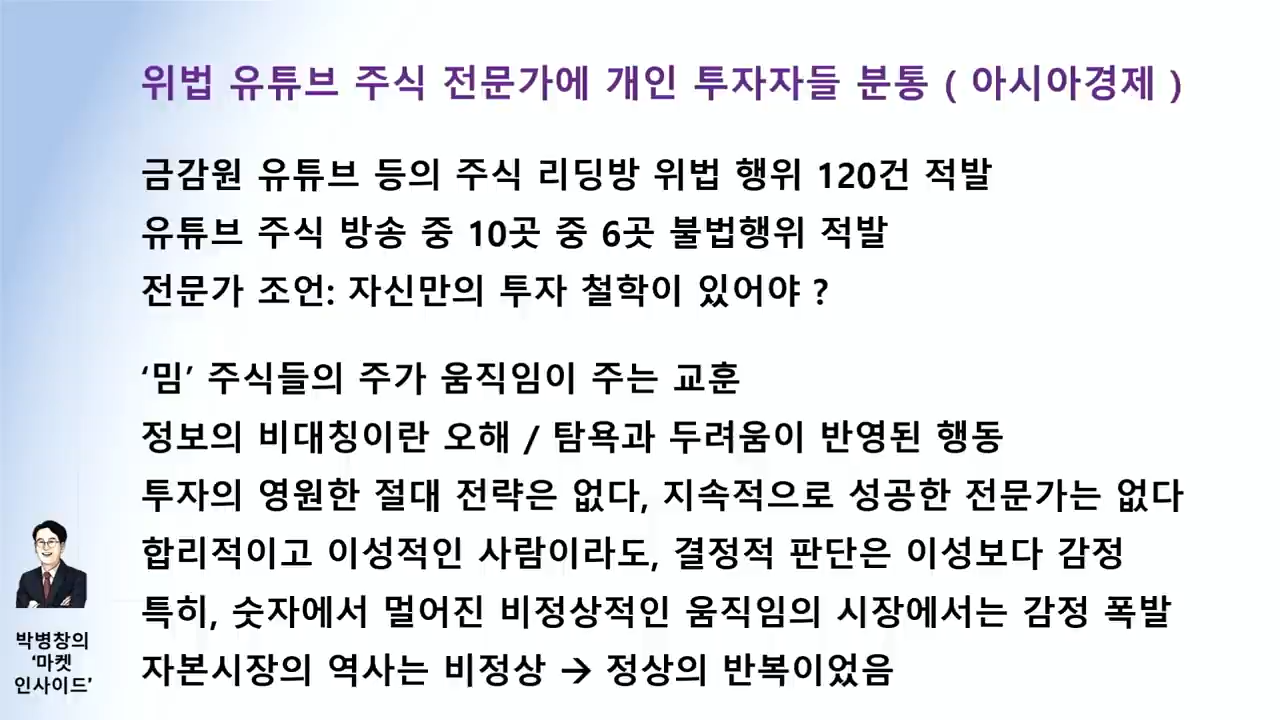 위법 유튜브 주식 전문가에 개인 투자자들 분통 ( 아시아경제 )
금감원 유튜브 등의 주식 리딩방 위법 행위 120건 적발
유튜브 주식 방송 중 10곳 중 6곳 불법행위 적발
전문가 조언: 자신만의 투자 철학이 있어야 ?
‘밈’ 주식들의 주가 움직임이 주는 교훈
정보의 비대칭이란 오해 / 탐욕과 두려움이 반영된 행동
투자의 영원한 절대 전략은 없다, 지속적으로 성공한 전문가는 없다
합리적이고 이성적인 사람이라도, 결정적 판단은 이성보다 감정
특히, 숫자에서 멀어진 비정상적인 움직임의 시장에서는 감정 폭발
자본시장의 역사는 비정상 → 정상의 반복이었음
박병창의
‘마켓
인사이드’